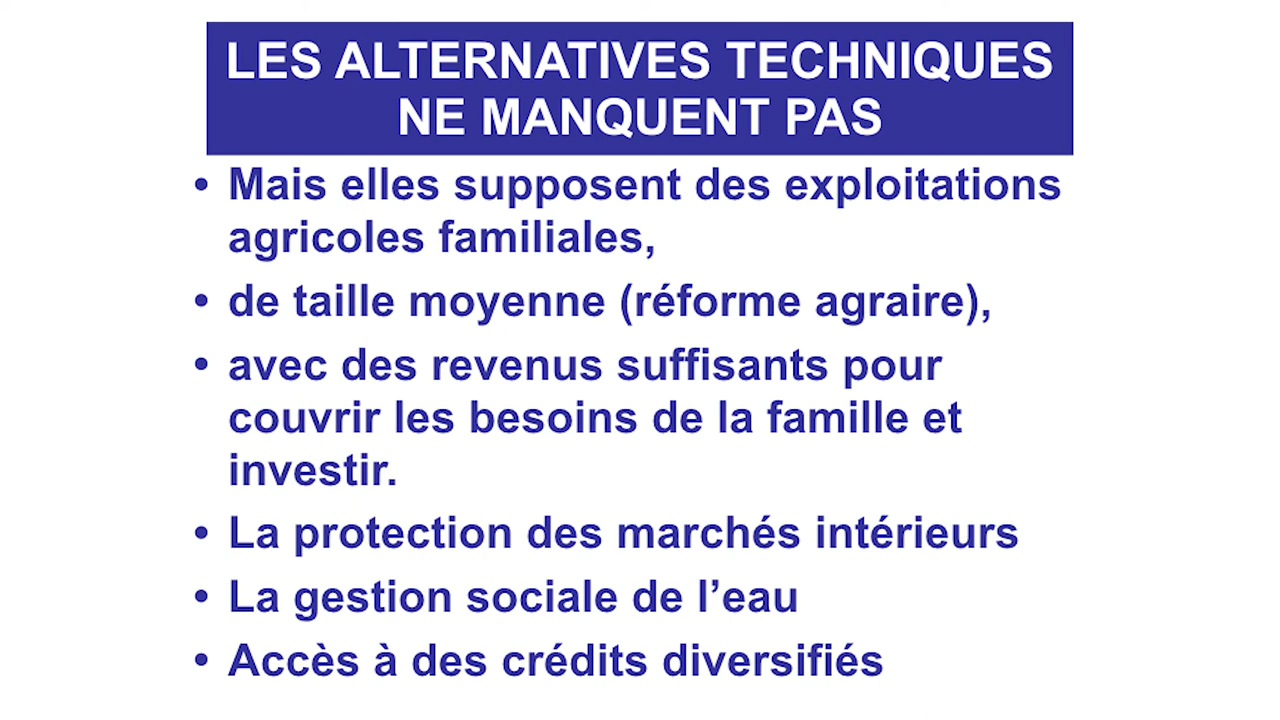 LES ALTERNATIVES TECHNIQUES
NE MANQUENT PAS
• Mais elles supposent des exploitations
agricoles familiales,
• de taille moyenne (réforme agraire),
• avec des revenus suffisants pour
couvrir les besoins de la famille et
investir.
• La protection des marchés intérieurs
• La gestion sociale de l’eau
• Accès à des crédits diversifiés